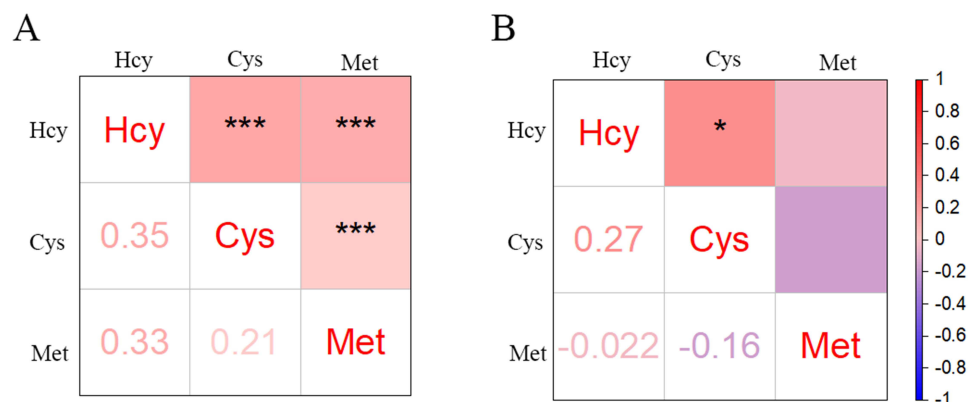 A
Hcy Cys Met
Hcy Hcy *** ***
Cys 0.35 Cys ***
Met 0.33 0.21 Met
B
Hcy Cys Met
Hcy Hcy *
Cys 0.27 Cys
Met -0.022 -0.16 Met
1
0.8
0.6
0.4
0.2
0
-0.2
-0.4
-0.6
-0.8
-1